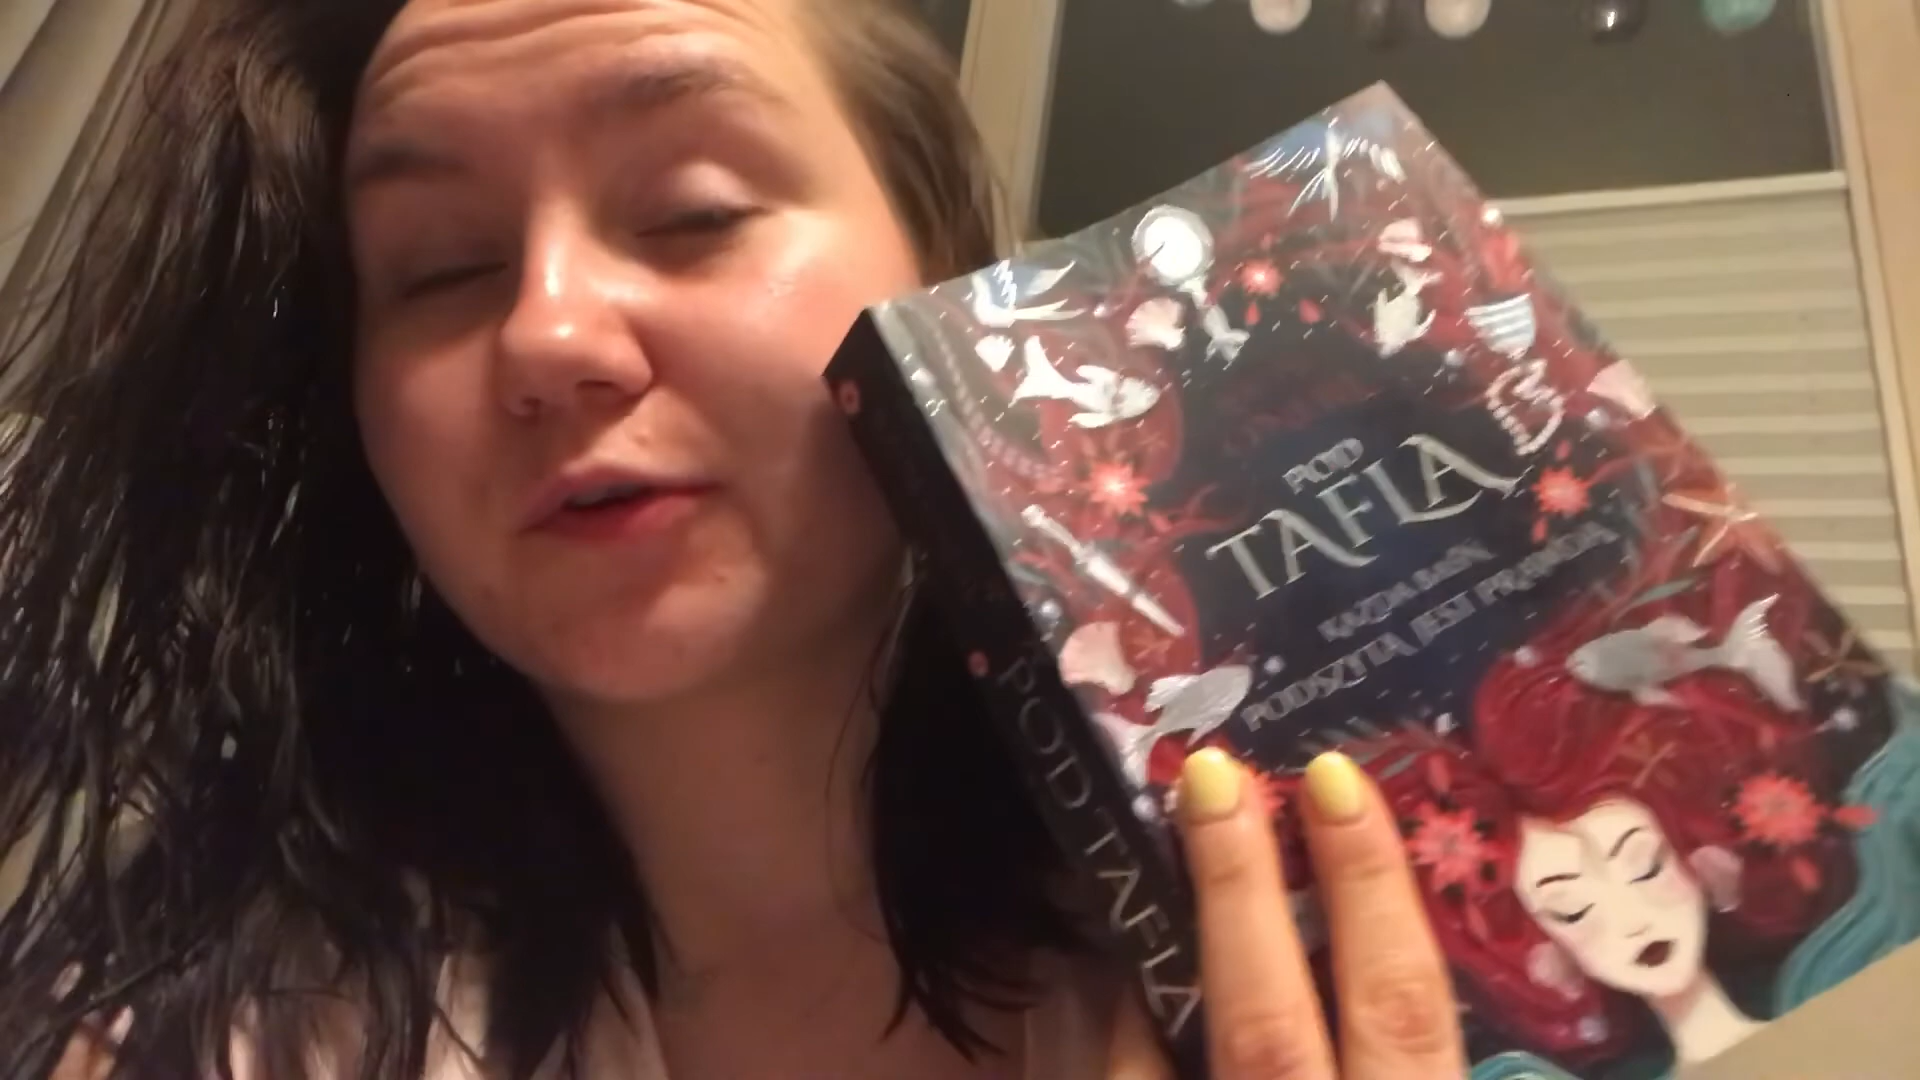 POD
TAFLĄ
KAŻDA BAŚŃ
PODSZYTA JEST PRAWDĄ
POD TAFLĄ